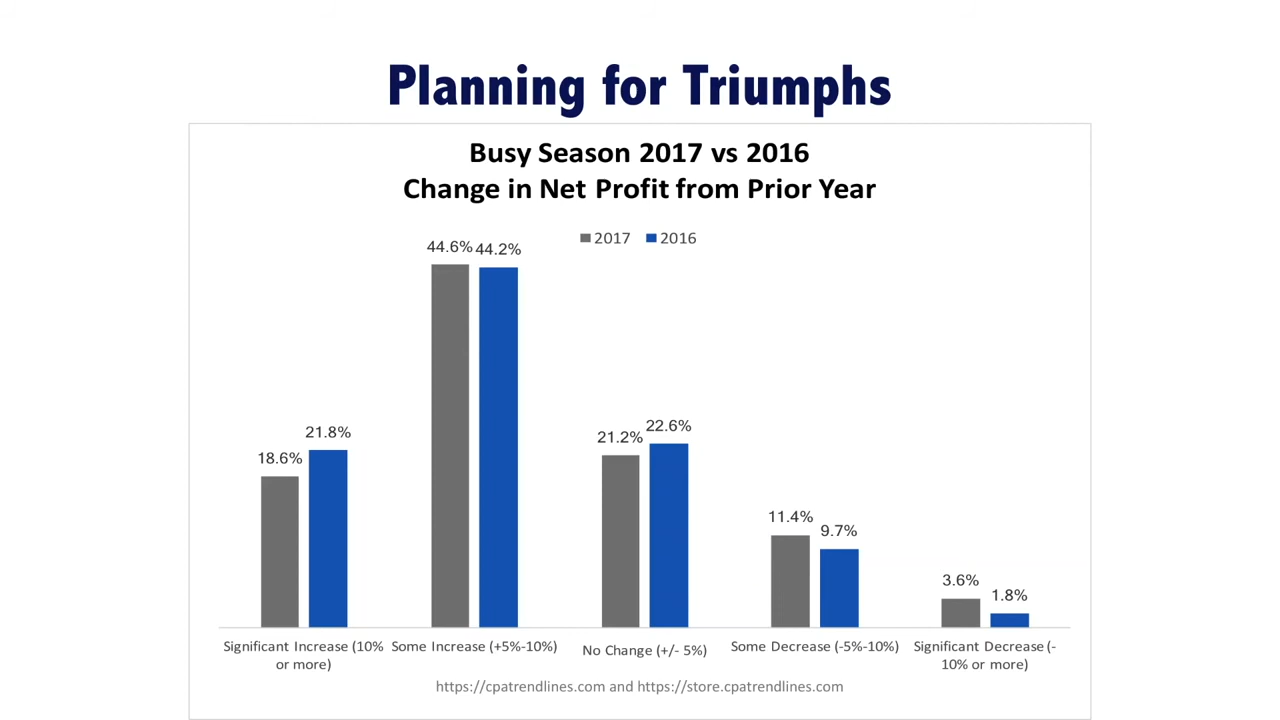 Planning for Triumphs
Busy Season 2017 vs 2016
Change in Net Profit from Prior Year
2017 2016
44.6% 44.2%
21.8%
18.6%
22.6%
21.2%
11.4%
9.7%
3.6%
1.8%
Significant Increase (10%
or more)
Some Increase (+5%-10%)
No Change (+/- 5%)
Some Decrease (-5%-10%)
Significant Decrease (-
10% or more)
https://cpatrendlines.com and https://store.cpatrendlines.com